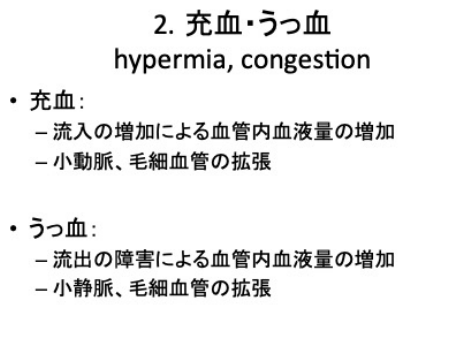 2. 充血・うっ血
hypermia, congestion
• 充血：
– 流入の増加による血管内血液量の増加
– 小動脈、毛細血管の拡張
• うっ血：
– 流出の障害による血管内血液量の増加
– 小静脈、毛細血管の拡張